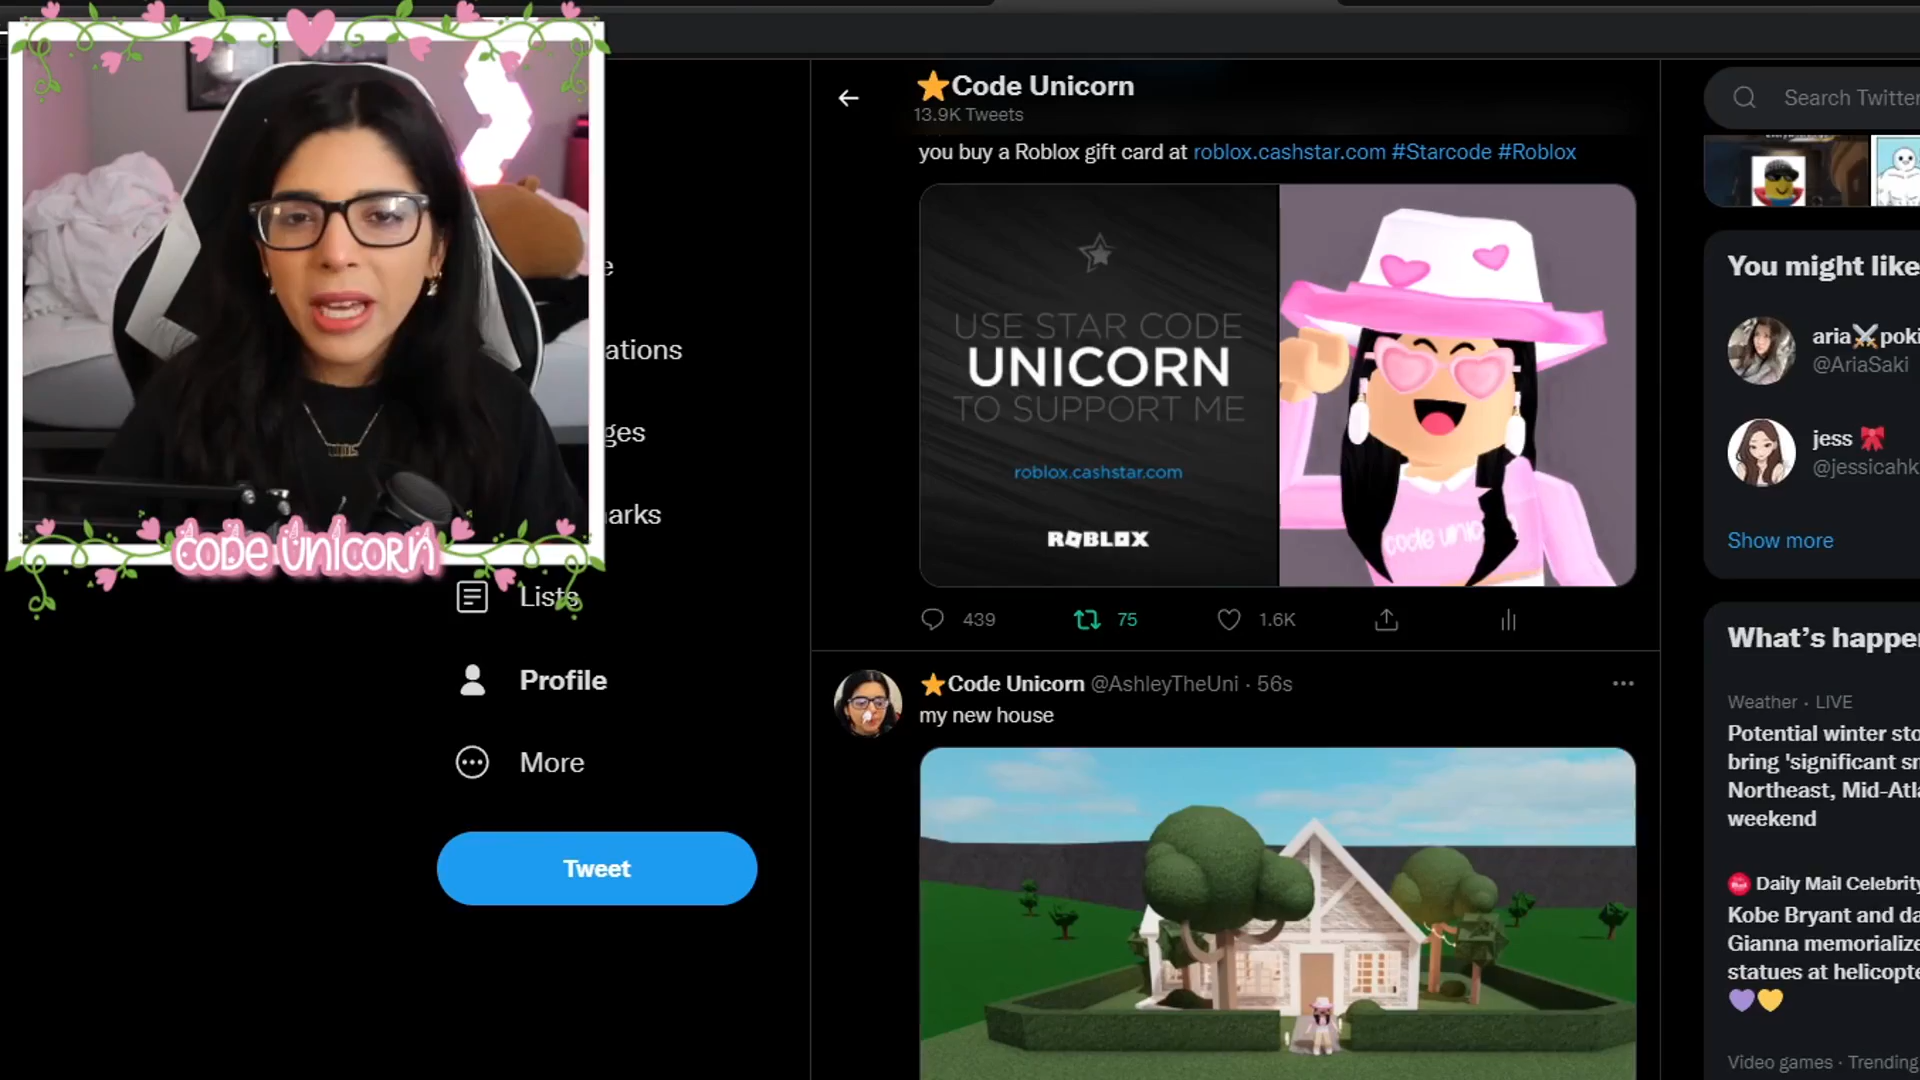 ⭐Code Unicorn
13.9K Tweets
you buy a Roblox gift card at roblox.cashstar.com #Starcode #Roblox
USE STAR CODE
UNICORN
TO SUPPORT ME
roblox.cashstar.com
ROBLOX
code unic
439
75
1.6K
⭐Code Unicorn @AshleyTheUni · 56s
my new house
CODE UNICORN
e
ations
ges
arks
Lists
Profile
More
Tweet
Search Twitter
You might like
aria⚔poki
@AriaSaki
jess 🎀
@jessicahk
Show more
What's happen
Weather · LIVE
Potential winter sto
bring 'significant sn
Northeast, Mid-Atla
weekend
Daily Mail Celebrity
Kobe Bryant and da
Gianna memorialize
statues at helicopte
💜💛
Video games · Trending